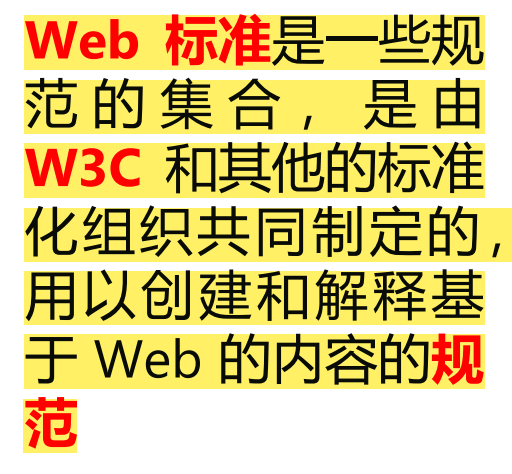 Web 标准是一些规
范的集合，是由
W3C 和其他的标准
化组织共同制定的，
用以创建和解释基
于 Web 的内容的规
范